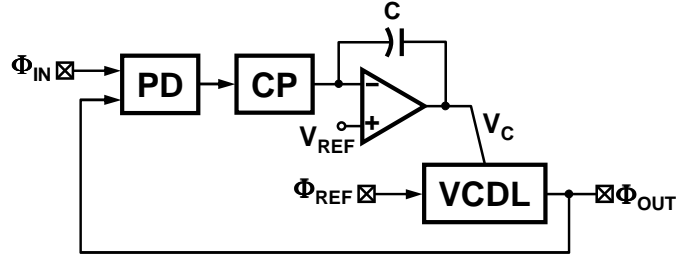 C
Φ_IN
PD
CP
−
+
V_REF
V_C
Φ_REF
VCDL
Φ_OUT